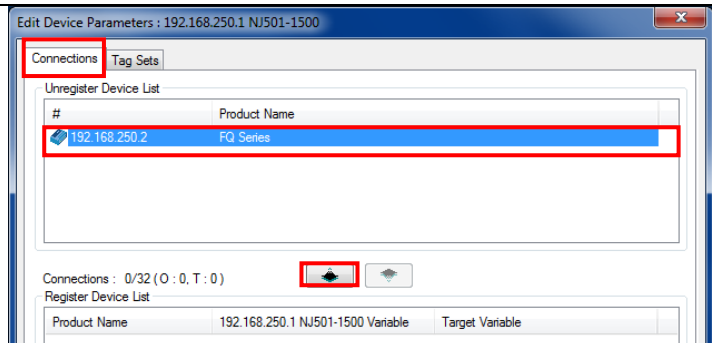 Edit Device Parameters : 192.168.250.1 NJ501-1500
Connections Tag Sets
Unregister Device List
# Product Name
192.168.250.2 FQ Series
Connections : 0/32 ( O : 0, T : 0 )
Register Device List
Product Name 192.168.250.1 NJ501-1500 Variable Target Variable